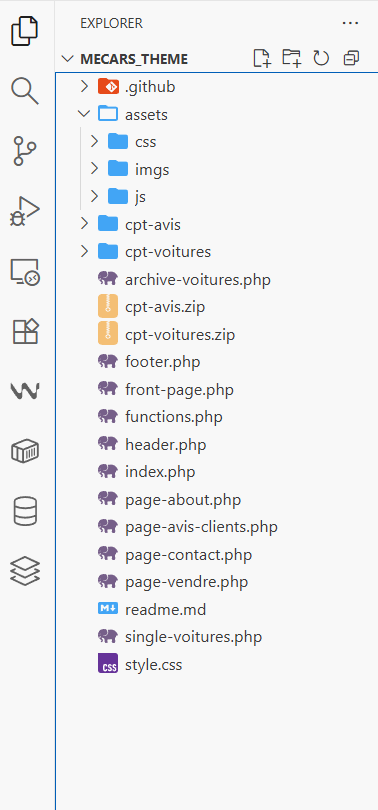 EXPLORER
MECARS_THEME
.github
assets
css
imgs
js
cpt-avis
cpt-voitures
archive-voitures.php
cpt-avis.zip
cpt-voitures.zip
footer.php
front-page.php
functions.php
header.php
index.php
page-about.php
page-avis-clients.php
page-contact.php
page-vendre.php
readme.md
single-voitures.php
style.css